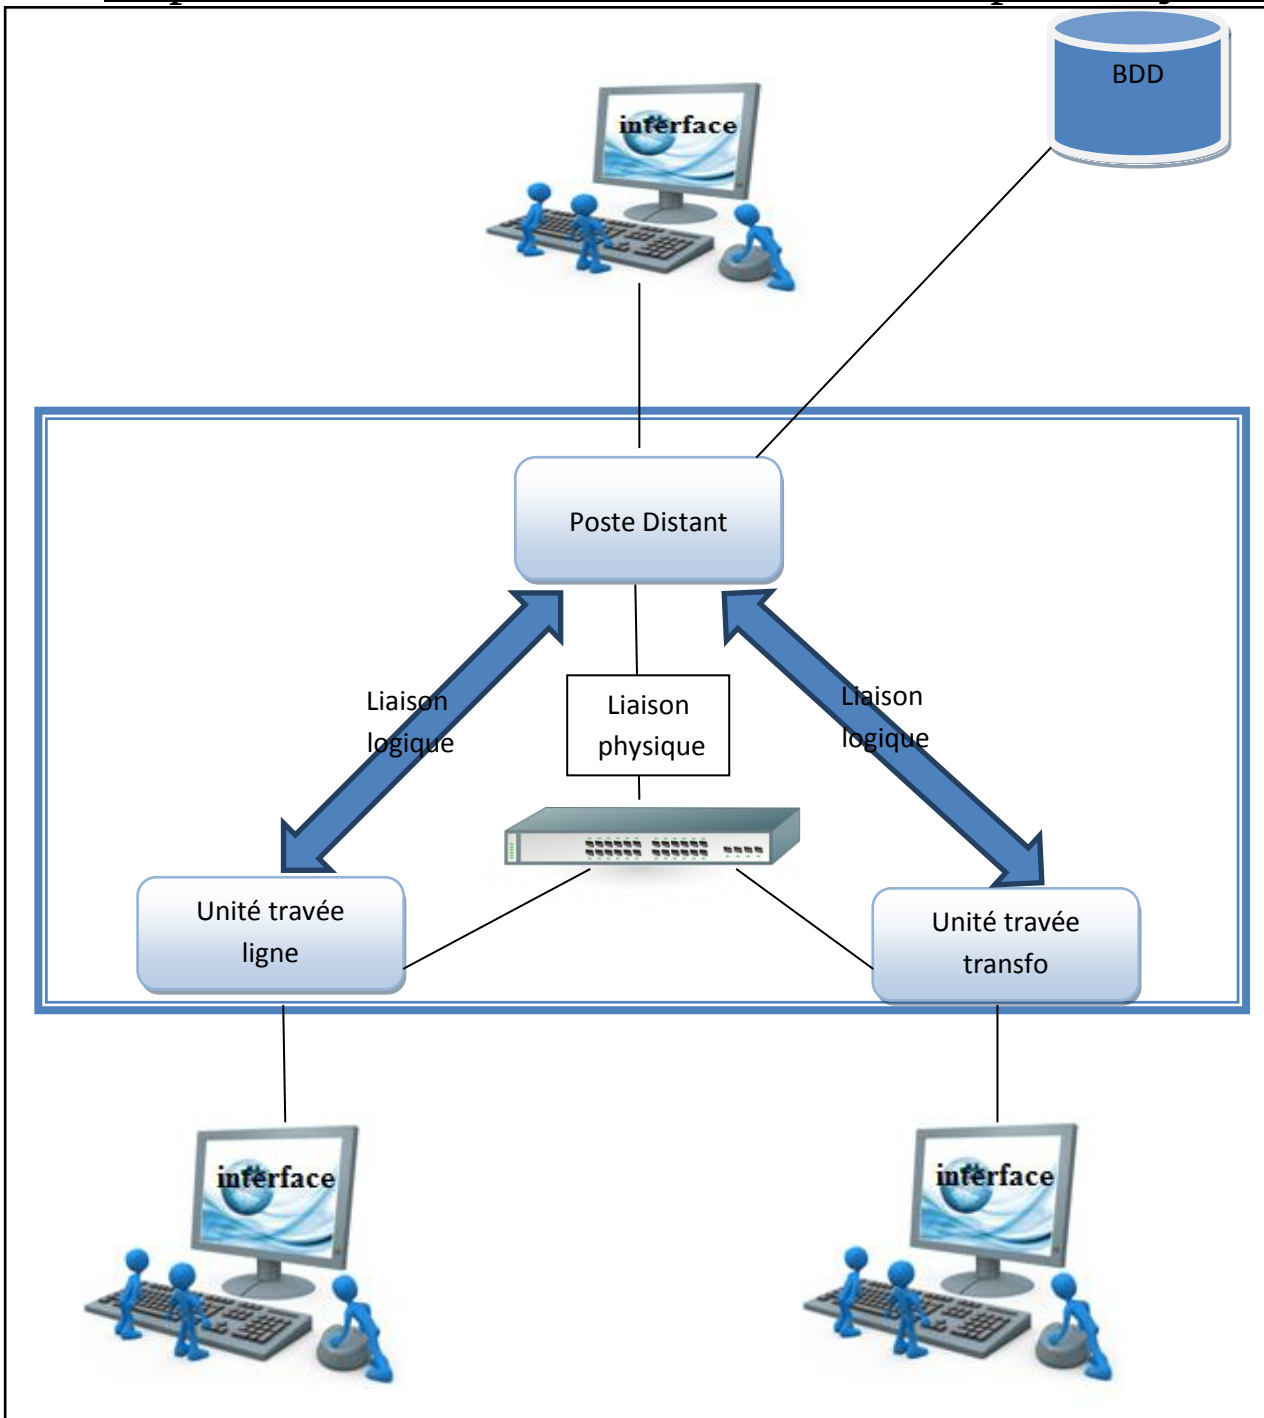 BDD
interface
Poste Distant
Liaison
logique
Liaison
physique
Liaison
logique
Unité travée
ligne
Unité travée
transfo
interface
interface